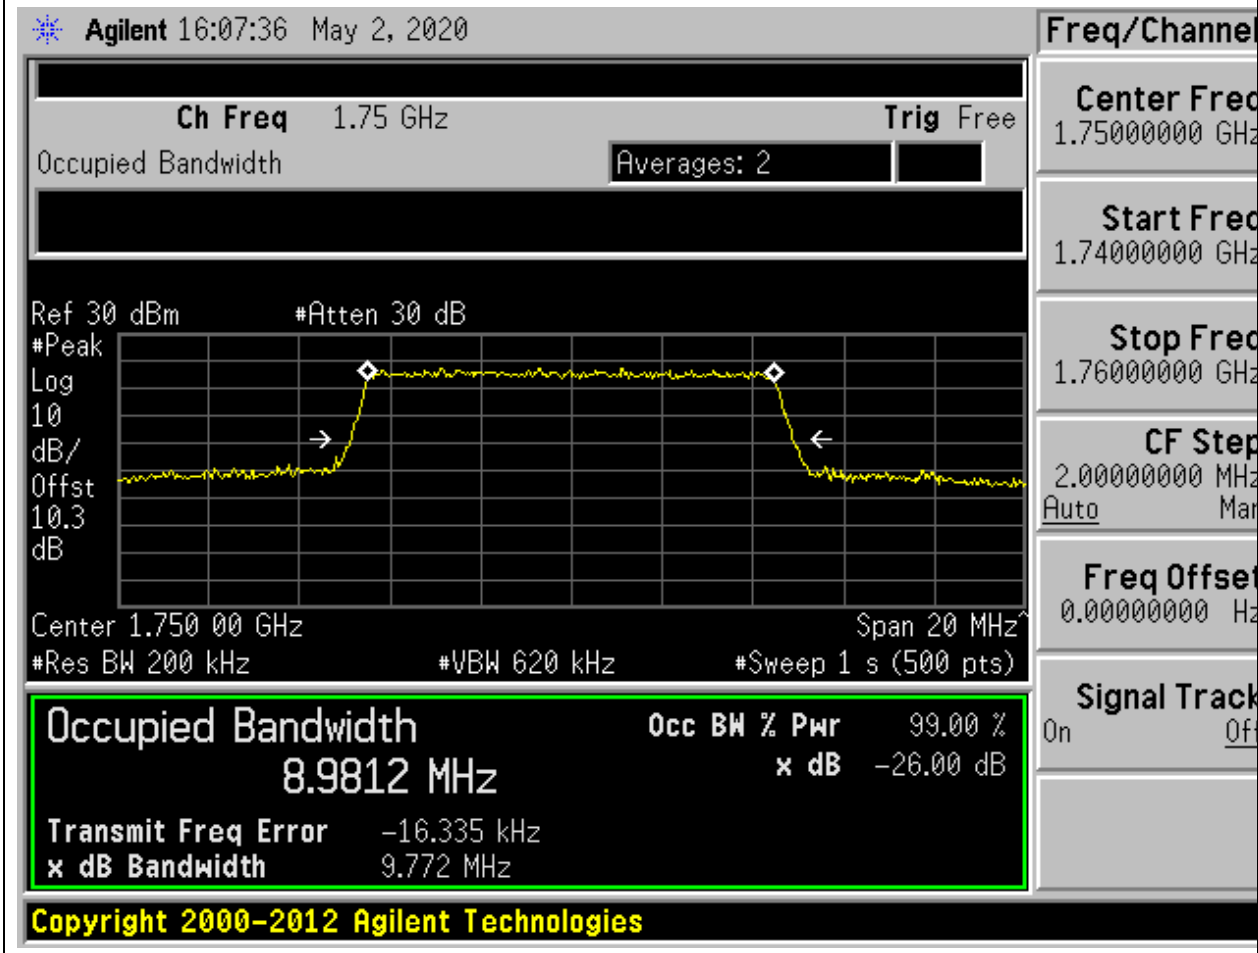 Agilent 16:07:36 May 2, 2020
Freq/Channel
Ch Freq 1.75 GHz Trig Free
Occupied Bandwidth Averages: 2
Center Freq
1.75000000 GHz
Start Freq
1.74000000 GHz
Stop Freq
1.76000000 GHz
CF Step
2.00000000 MHz
Auto Man
Freq Offset
0.00000000 Hz
Signal Track
On Off
Ref 30 dBm #Atten 30 dB
#Peak
Log
10
dB/
Offst
10.3
dB
Center 1.750 00 GHz Span 20 MHz^
#Res BW 200 kHz #VBW 620 kHz #Sweep 1 s (500 pts)
Occupied Bandwidth Occ BW % Pwr 99.00 %
8.9812 MHz x dB -26.00 dB
Transmit Freq Error -16.335 kHz
x dB Bandwidth 9.772 MHz
Copyright 2000-2012 Agilent Technologies